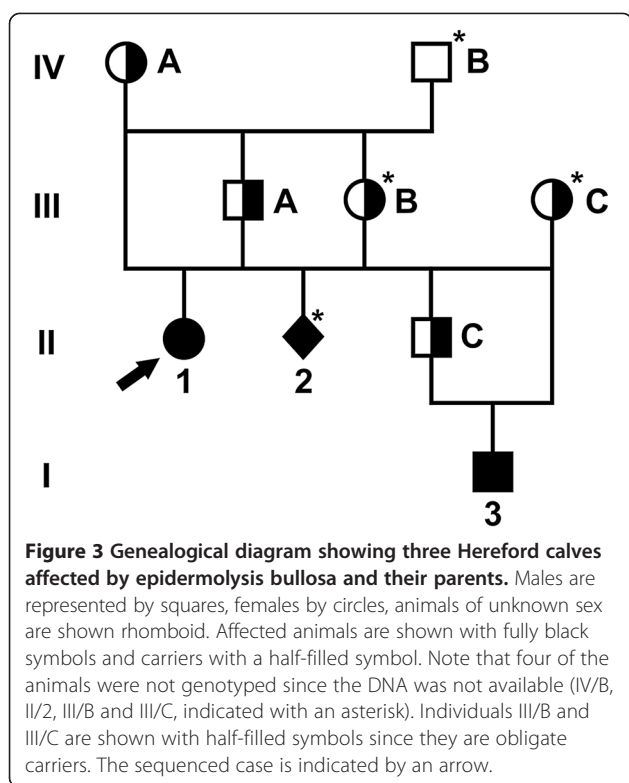 IV A * B
III A * B * C
II 1 * 2 C
I 3
Figure 3 Genealogical diagram showing three Hereford calves
affected by epidermolysis bullosa and their parents. Males are
represented by squares, females by circles, animals of unknown sex
are shown rhomboid. Affected animals are shown with fully black
symbols and carriers with a half-filled symbol. Note that four of the
animals were not genotyped since the DNA was not available (IV/B,
II/2, III/B and III/C, indicated with an asterisk). Individuals III/B and
III/C are shown with half-filled symbols since they are obligate
carriers. The sequenced case is indicated by an arrow.